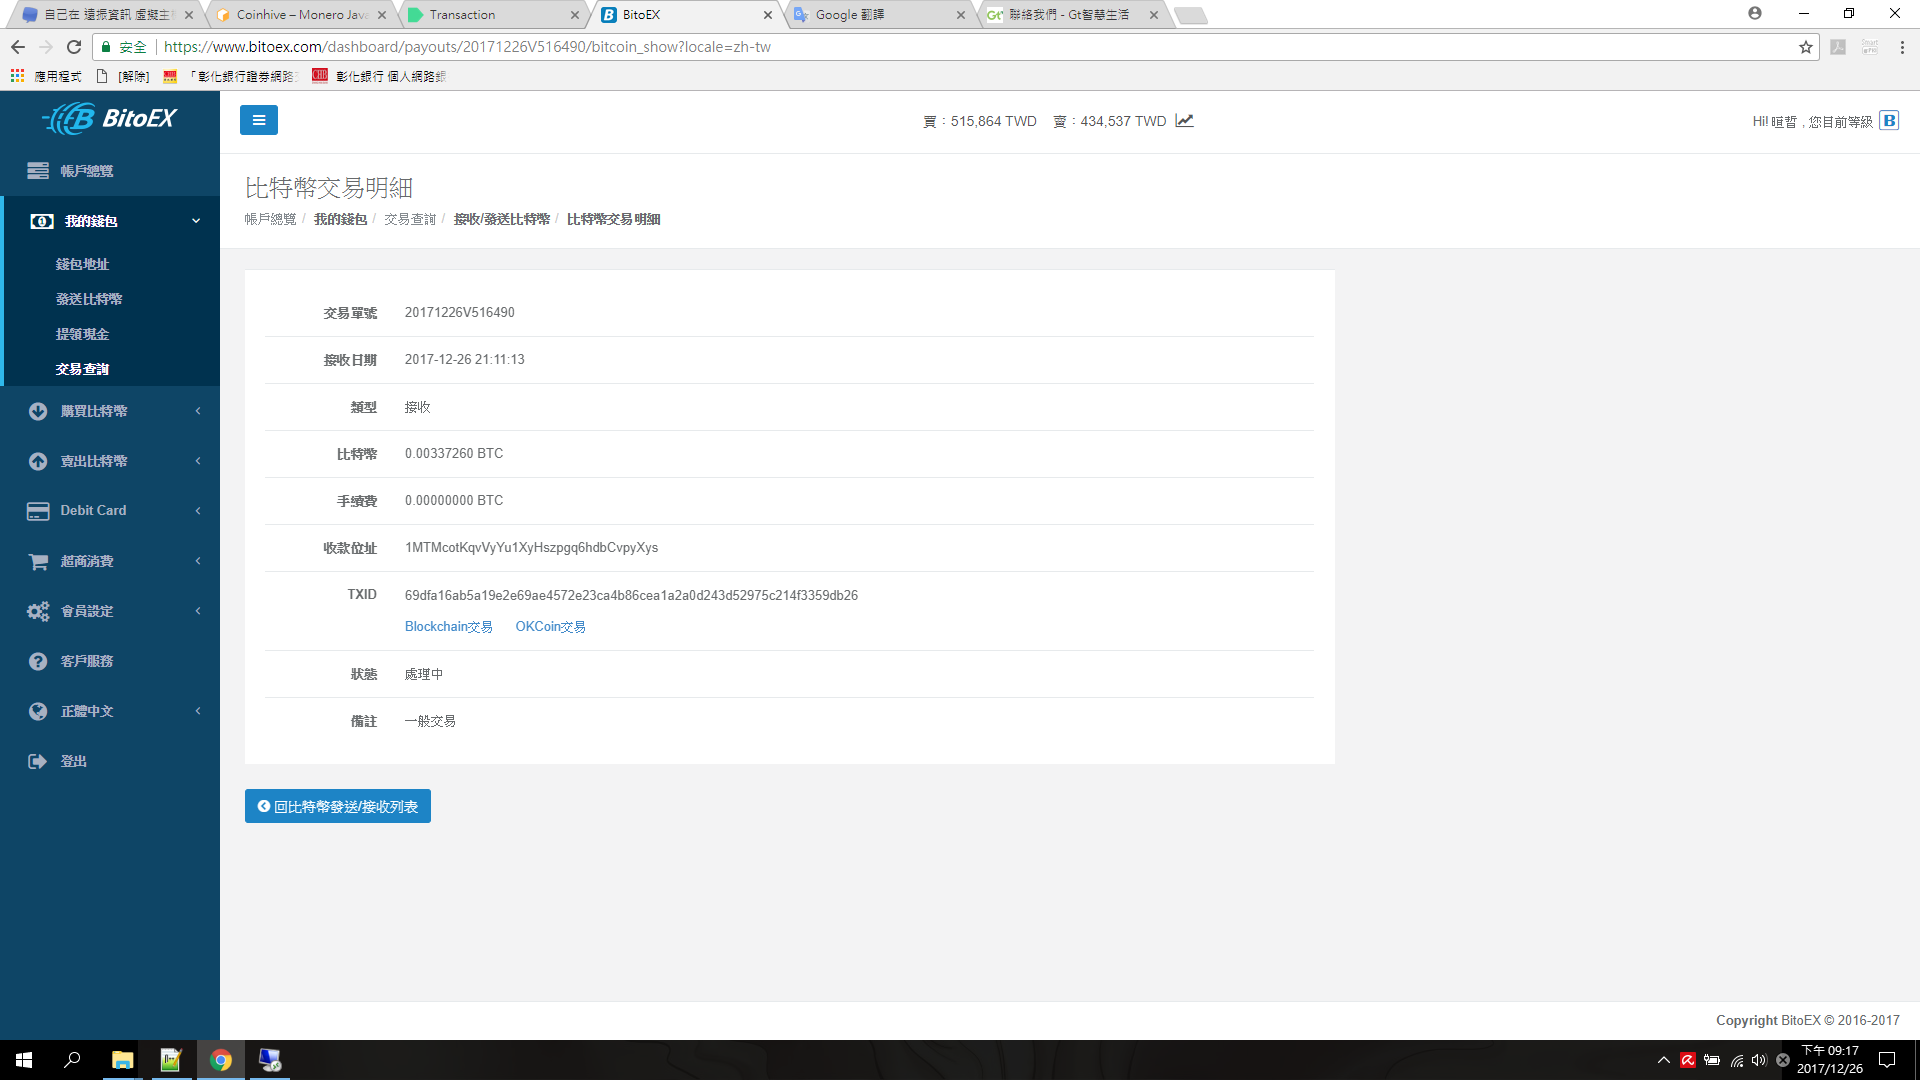 自己在 遠振資訊 虛擬主
Coinhive – Monero Java
Transaction
BitoEX
Google 翻譯
聯絡我們 - Gt智慧生活
安全
https://www.bitoex.com/dashboard/payouts/20171226V516490/bitcoin_show?locale=zh-tw
應用程式
[解除]
「彰化銀行證券網路
彰化銀行 個人網路銀
BitoEX
買：515,864 TWD 賣：434,537 TWD
Hi! 暄哲 , 您目前等級 B
帳戶總覽
我的錢包
錢包地址
發送比特幣
提領現金
交易查詢
購買比特幣
賣出比特幣
Debit Card
超商消費
會員設定
客戶服務
正體中文
登出
比特幣交易明細
帳戶總覽 / 我的錢包 / 交易查詢 / 接收/發送比特幣 / 比特幣交易明細
交易單號 20171226V516490
接收日期 2017-12-26 21:11:13
類型 接收
比特幣 0.00337260 BTC
手續費 0.00000000 BTC
收款位址 1MTMcotKqvVyYu1XyHszpgq6hdbCvpyXys
TXID 69dfa16ab5a19e2e69ae4572e23ca4b86cea1a2a0d243d52975c214f3359db26
Blockchain交易 OKCoin交易
狀態 處理中
備註 一般交易
回比特幣發送/接收列表
Copyright BitoEX © 2016-2017
下午 09:17
2017/12/26